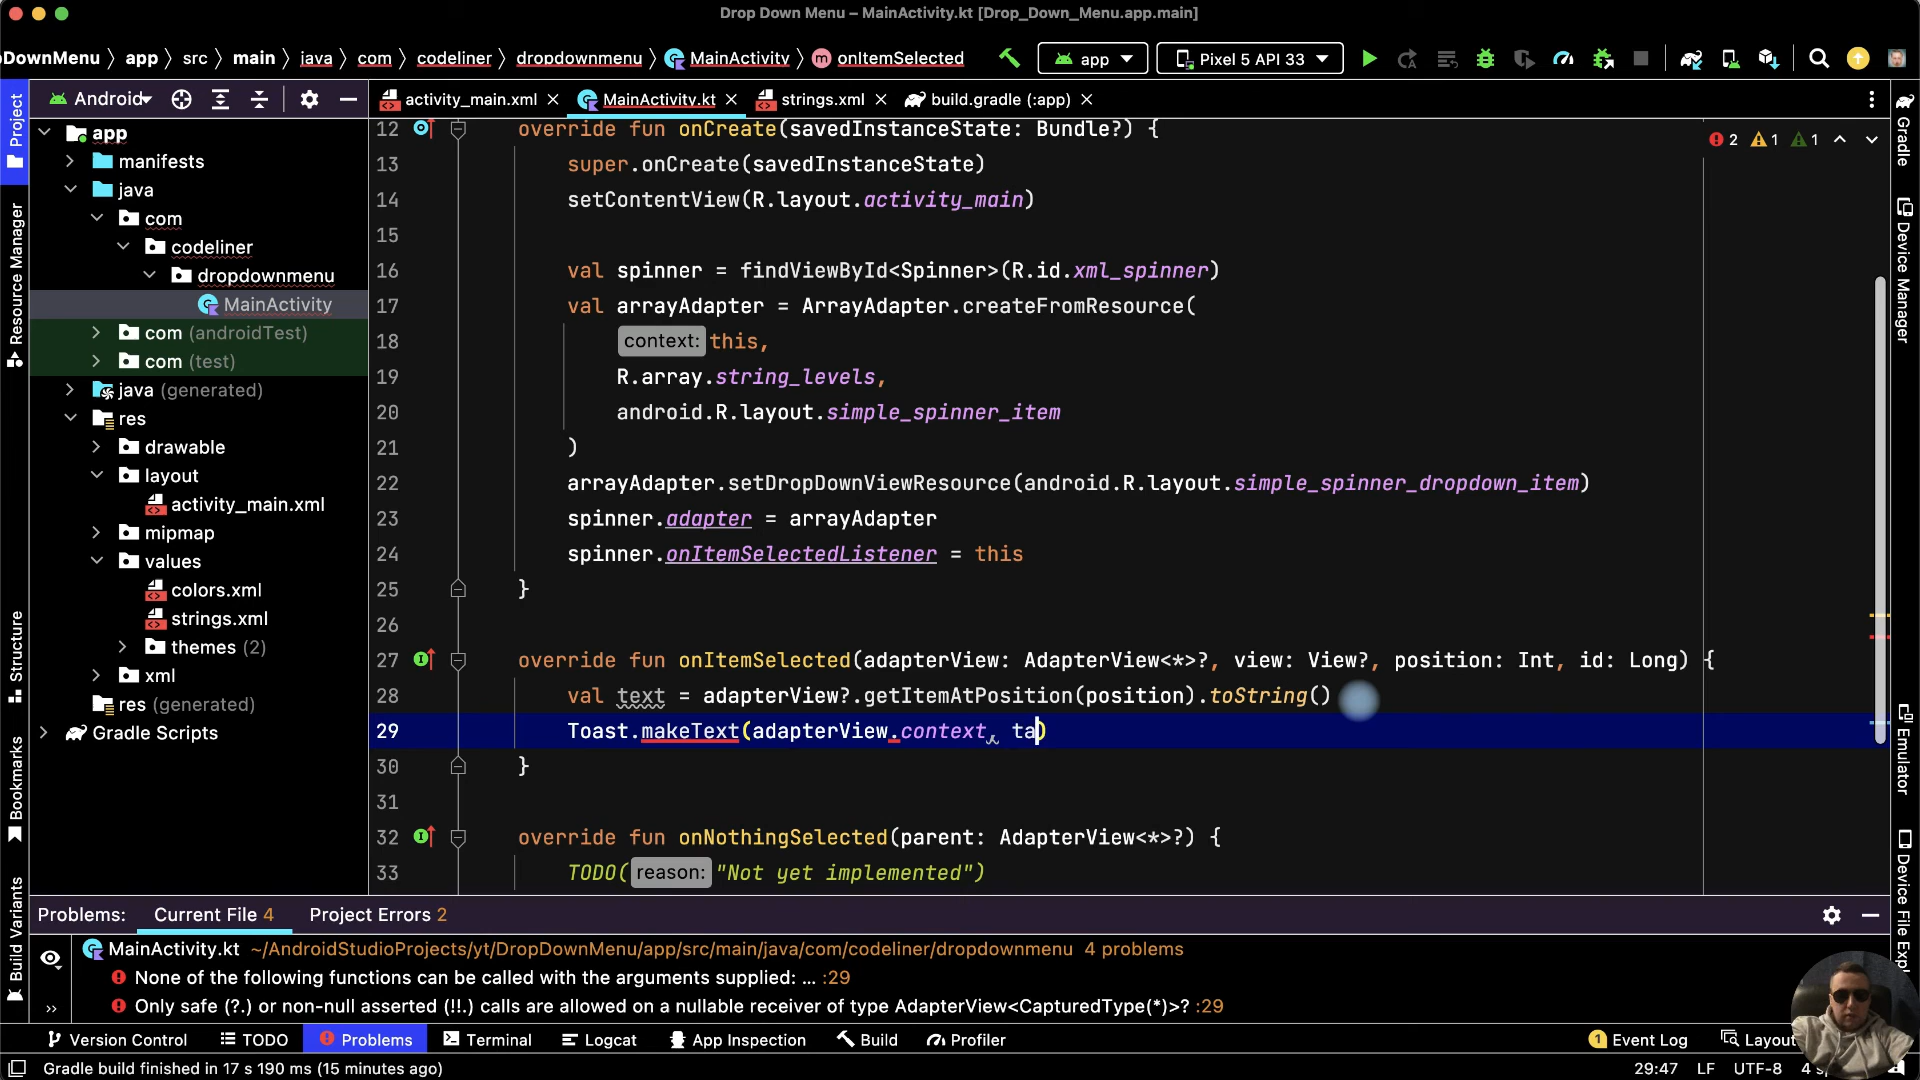 Drop Down Menu – MainActivity.kt [Drop_Down_Menu.app.main]
DownMenu 〉 app 〉 src 〉 main 〉 java 〉 com 〉 codeliner 〉 dropdownmenu 〉 MainActivity 〉 onItemSelected
app
Pixel 5 API 33
Android
activity_main.xml
MainActivity.kt
strings.xml
build.gradle (:app)
Project
Resource Manager
Structure
Bookmarks
Build Variants
app
manifests
java
com
codeliner
dropdownmenu
MainActivity
com (androidTest)
com (test)
java (generated)
res
drawable
layout
activity_main.xml
mipmap
values
colors.xml
strings.xml
themes (2)
xml
res (generated)
Gradle Scripts
2 1 1
12 override fun onCreate(savedInstanceState: Bundle?) {
13 super.onCreate(savedInstanceState)
14 setContentView(R.layout.activity_main)
15
16 val spinner = findViewById<Spinner>(R.id.xml_spinner)
17 val arrayAdapter = ArrayAdapter.createFromResource(
18 context: this,
19 R.array.string_levels,
20 android.R.layout.simple_spinner_item
21 )
22 arrayAdapter.setDropDownViewResource(android.R.layout.simple_spinner_dropdown_item)
23 spinner.adapter = arrayAdapter
24 spinner.onItemSelectedListener = this
25 }
26
27 override fun onItemSelected(adapterView: AdapterView<*>?, view: View?, position: Int, id: Long) {
28 val text = adapterView?.getItemAtPosition(position).toString()
29 Toast.makeText(adapterView.context, ta)
30 }
31
32 override fun onNothingSelected(parent: AdapterView<*>?) {
33 TODO( reason: "Not yet implemented")
Gradle
Device Manager
Emulator
Device File Expl
Problems: Current File 4 Project Errors 2
MainActivity.kt ~/AndroidStudioProjects/yt/DropDownMenu/app/src/main/java/com/codeliner/dropdownmenu 4 problems
None of the following functions can be called with the arguments supplied: ... :29
Only safe (?.) or non-null asserted (!!.) calls are allowed on a nullable receiver of type AdapterView<CapturedType(*)>? :29
Version Control TODO Problems Terminal Logcat App Inspection Build Profiler 1 Event Log Layou
Gradle build finished in 17 s 190 ms (15 minutes ago) 29:47 LF UTF-8 4 s